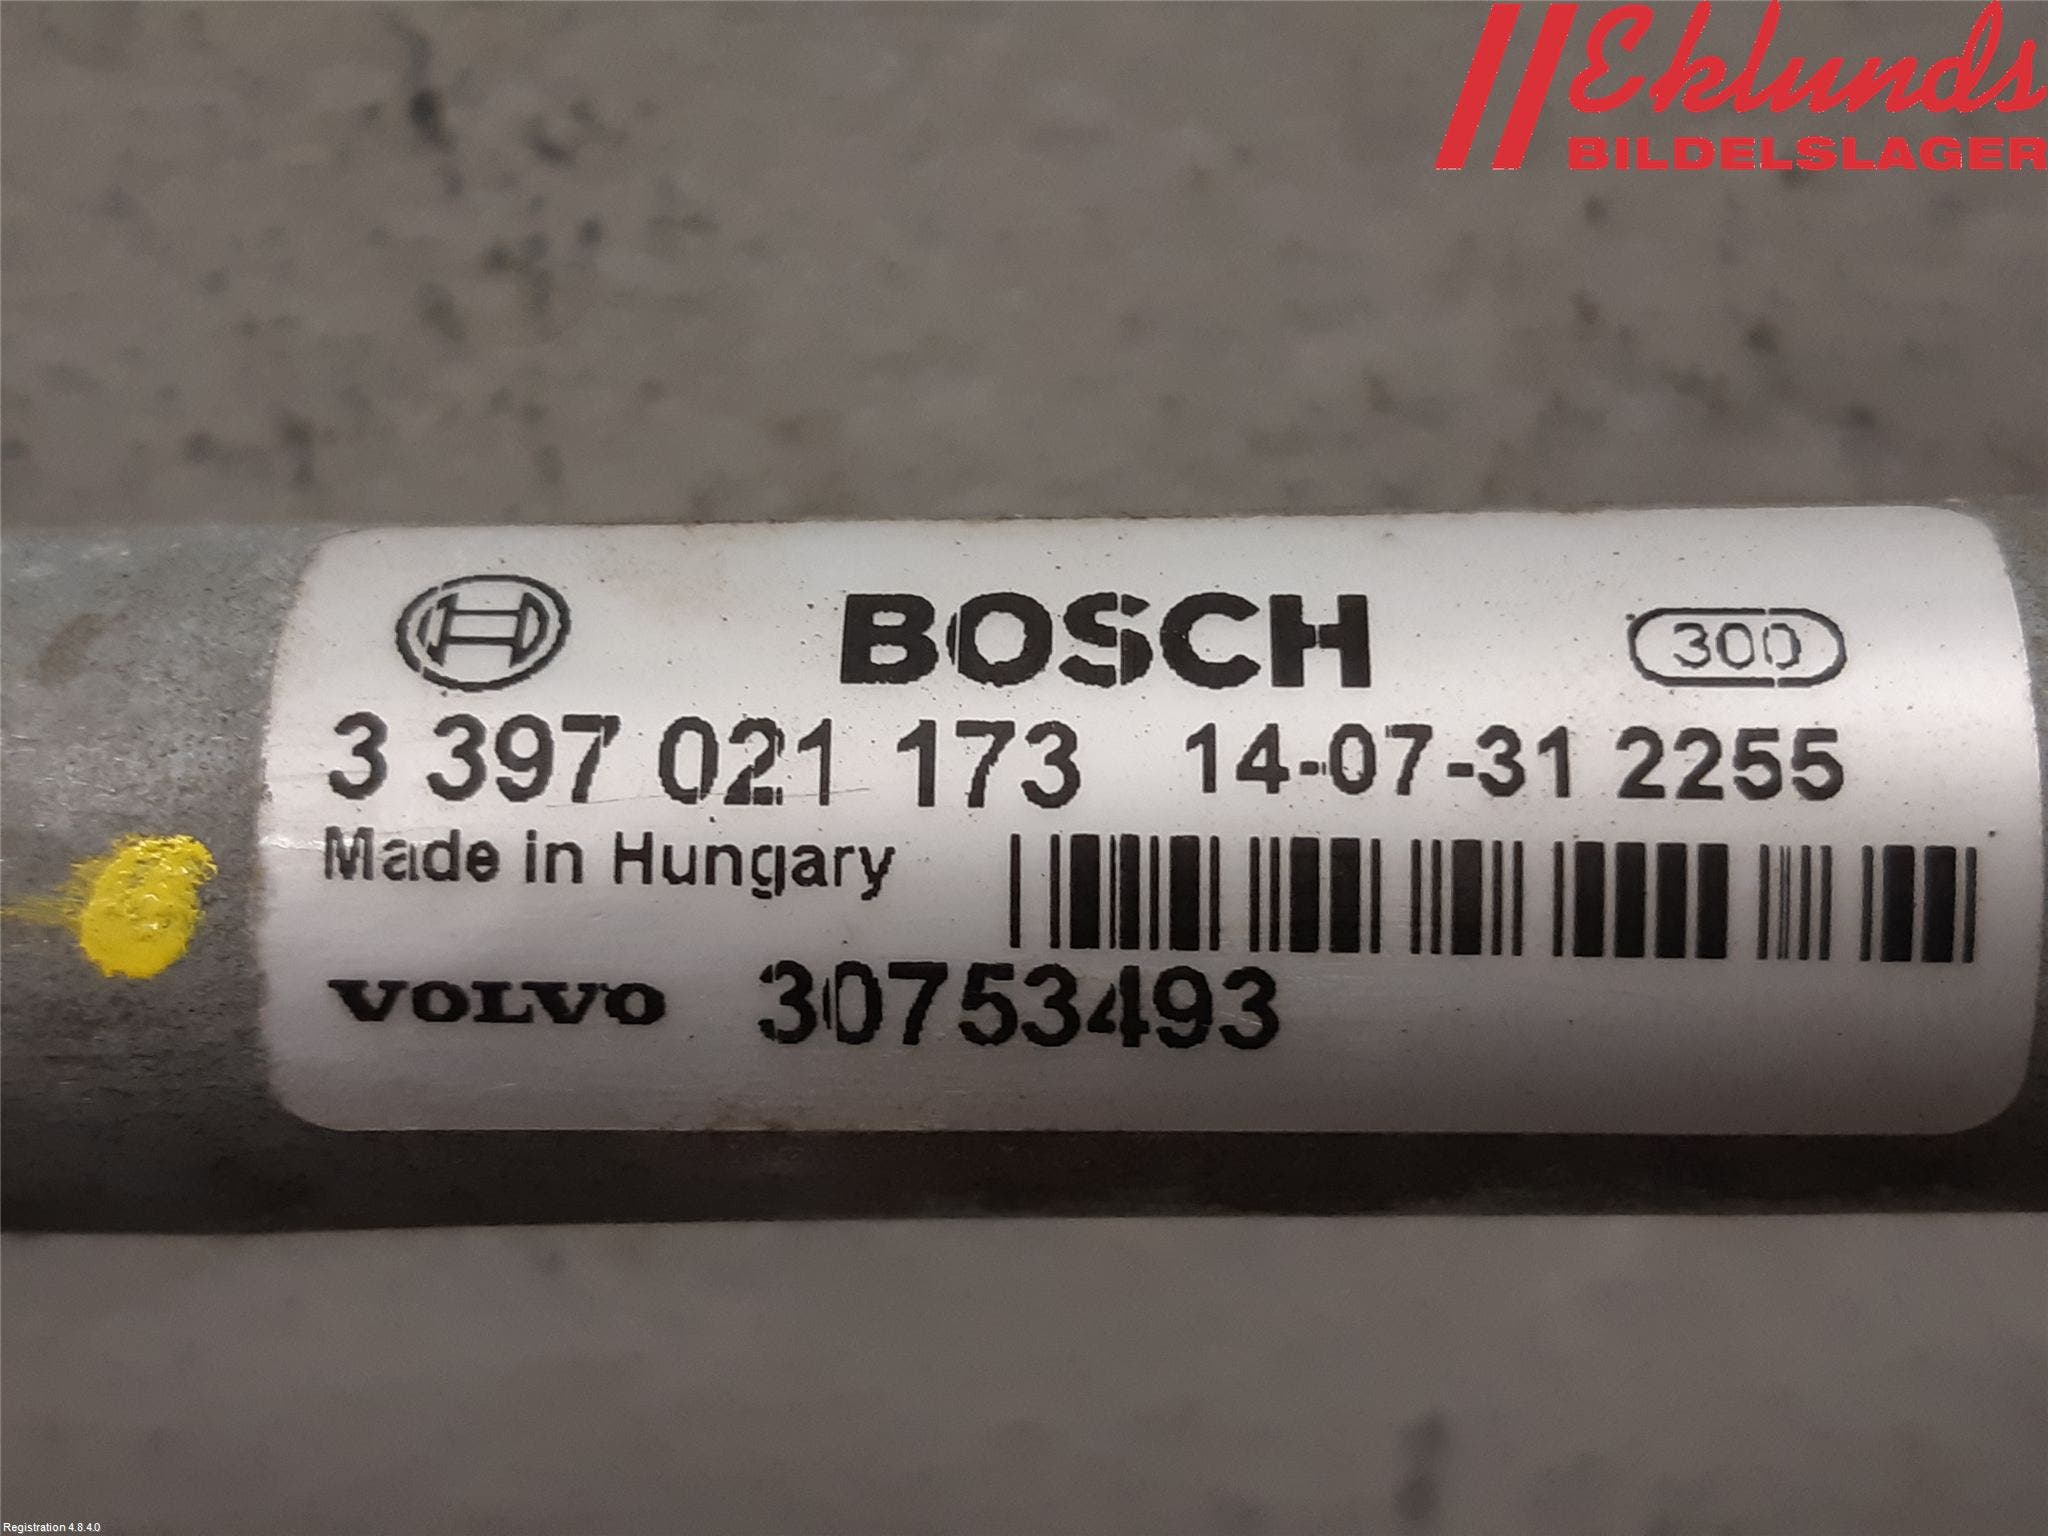 Eklunds
BILDELSLAGER
BOSCH 300
3 397 021 173 14-07-31 2255
Made in Hungary
VOLVO 30753493
Registration 4.8.4.0